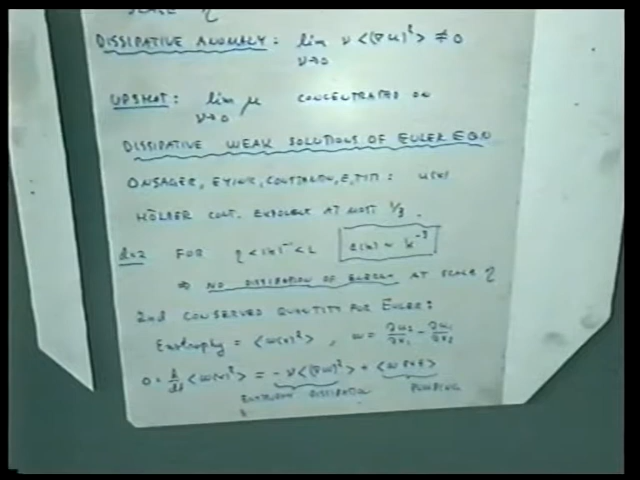 SCALE η
DISSIPATIVE ANOMALY: lim ν <(∇u)²> ≠ 0
ν→0
UPSHOT: lim μ CONCENTRATED ON
ν→0
DISSIPATIVE WEAK SOLUTIONS OF EULER EQN
ONSAGER, EYINK, CONSTANTIN, E, TITI: u(x)
HÖLDER CONT. EXPONENT AT MOST 1/3.
d=2 FOR η < |k|⁻¹ < L e(k) ~ k⁻³
⇒ NO DISSIPATION OF ENERGY AT SCALE η
2nd CONSERVED QUANTITY FOR EULER:
Enstrophy = <ω(x)²>, ω = ∂u₂/∂x₁ - ∂u₁/∂x₂
0 = d/dt <ω(x)²> = -ν<(∇ω)²> + <ω ∇×f>
ENSTROPHY DISSIPATION PUMPING